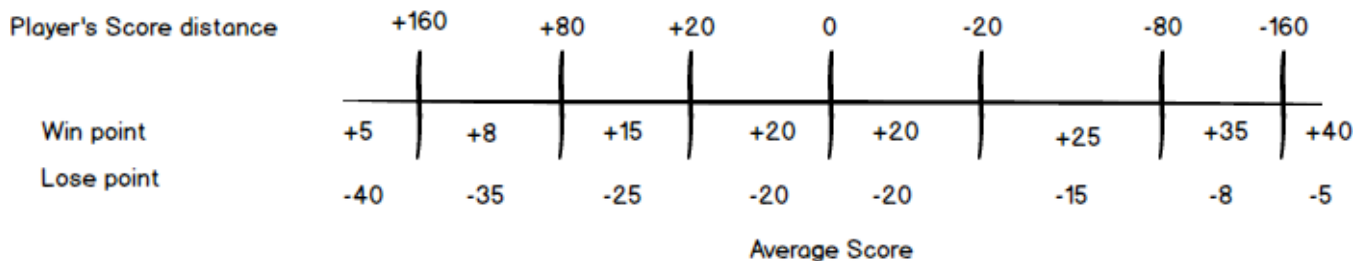 Player's Score distance +160 +80 +20 0 -20 -80 -160
Win point +5 +8 +15 +20 +20 +25 +35 +40
Lose point -40 -35 -25 -20 -20 -15 -8 -5
Average Score